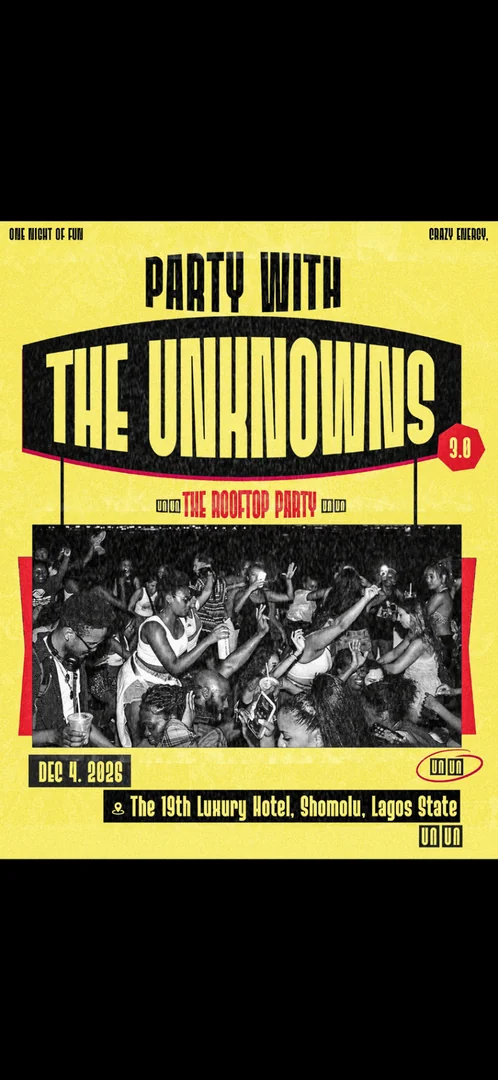 ONE NIGHT OF FUN
CRAZY ENERGY,
PARTY WITH
THE UNKNOWNS
3.0
UN UN THE ROOFTOP PARTY UN UN
DEC 4. 2026
UN UN
The 19th Luxury Hotel, Shomolu, Lagos State
UN UN